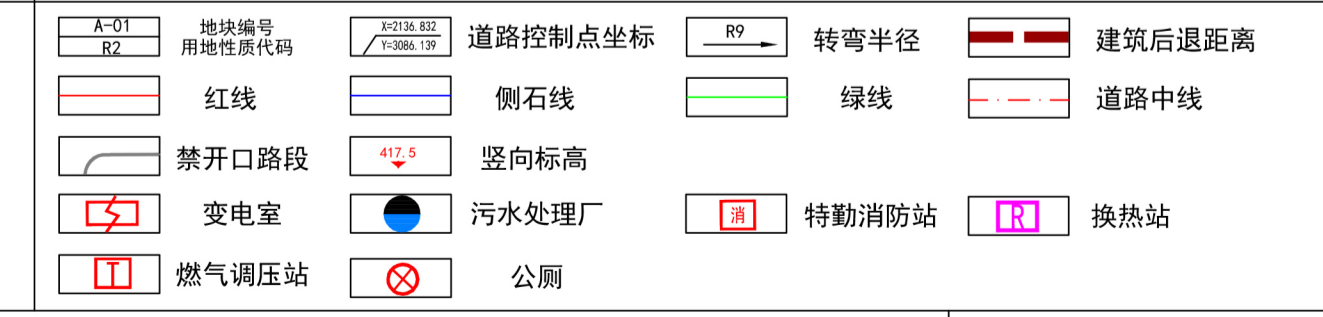 A-01
R2
地块编号
用地性质代码
X=2136.832
Y=3086.139
道路控制点坐标
R9
转弯半径
建筑后退距离
红线
侧石线
绿线
道路中线
禁开口路段
417.5
竖向标高
变电室
污水处理厂
消
特勤消防站
R
换热站
T
燃气调压站
公厕